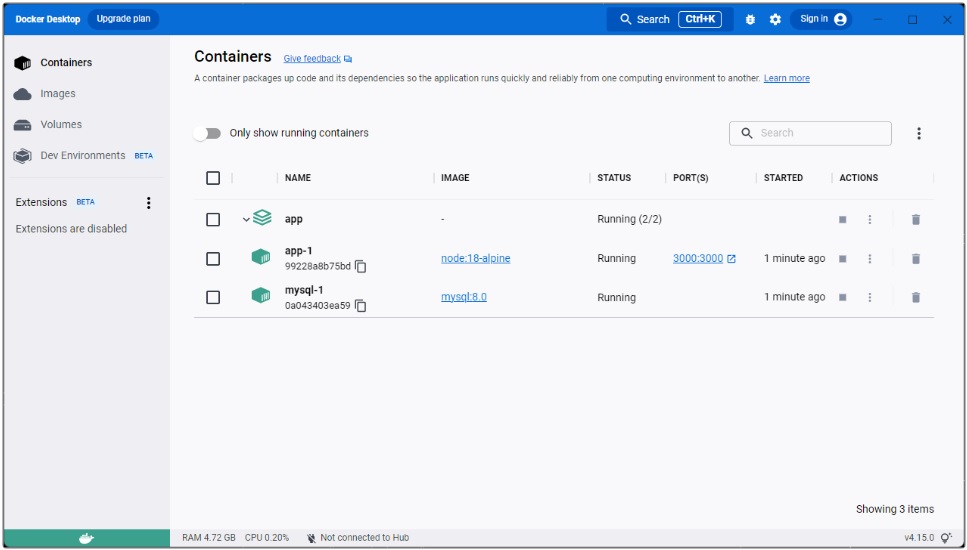 Docker Desktop Upgrade plan Search Ctrl+K Sign in
Containers
Images
Volumes
Dev Environments BETA
Extensions BETA
Extensions are disabled
Containers Give feedback
A container packages up code and its dependencies so the application runs quickly and reliably from one computing environment to another. Learn more
Only show running containers Search
NAME IMAGE STATUS PORT(S) STARTED ACTIONS
app - Running (2/2)
app-1
99228a8b75bd node:18-alpine Running 3000:3000 1 minute ago
mysql-1
0a043403ea59 mysql:8.0 Running 1 minute ago
Showing 3 items
RAM 4.72 GB CPU 0.20% Not connected to Hub v4.15.0